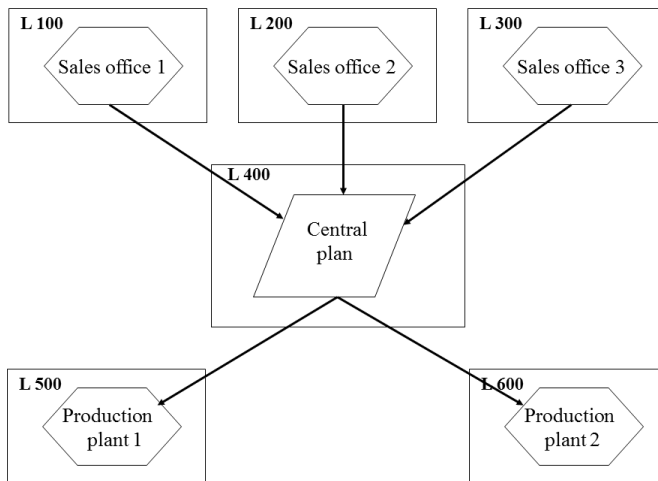 L 100
Sales office 1
L 200
Sales office 2
L 300
Sales office 3
L 400
Central
plan
L 500
Production
plant 1
L 600
Production
plant 2